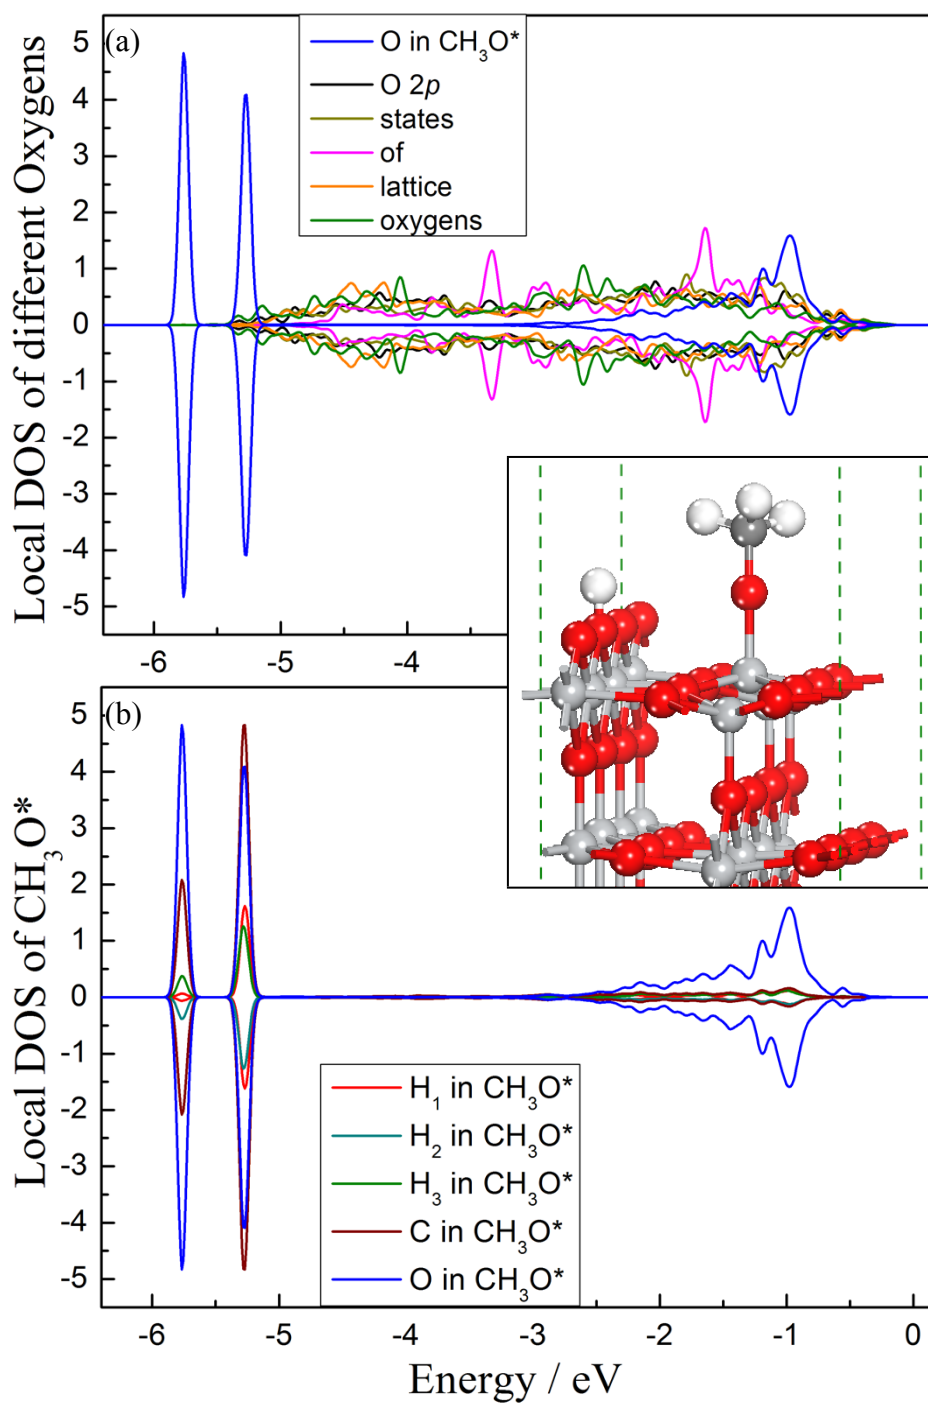 (a)
Local DOS of different Oxygens
5
4
3
2
1
0
-1
-2
-3
-4
-5
O in CH₃O*
O 2p
states
of
lattice
oxygens
-6 -5 -4
(b)
Local DOS of CH₃O*
5
4
3
2
1
0
-1
-2
-3
-4
-5
H₁ in CH₃O*
H₂ in CH₃O*
H₃ in CH₃O*
C in CH₃O*
O in CH₃O*
-6 -5 -4 -3 -2 -1 0
Energy / eV